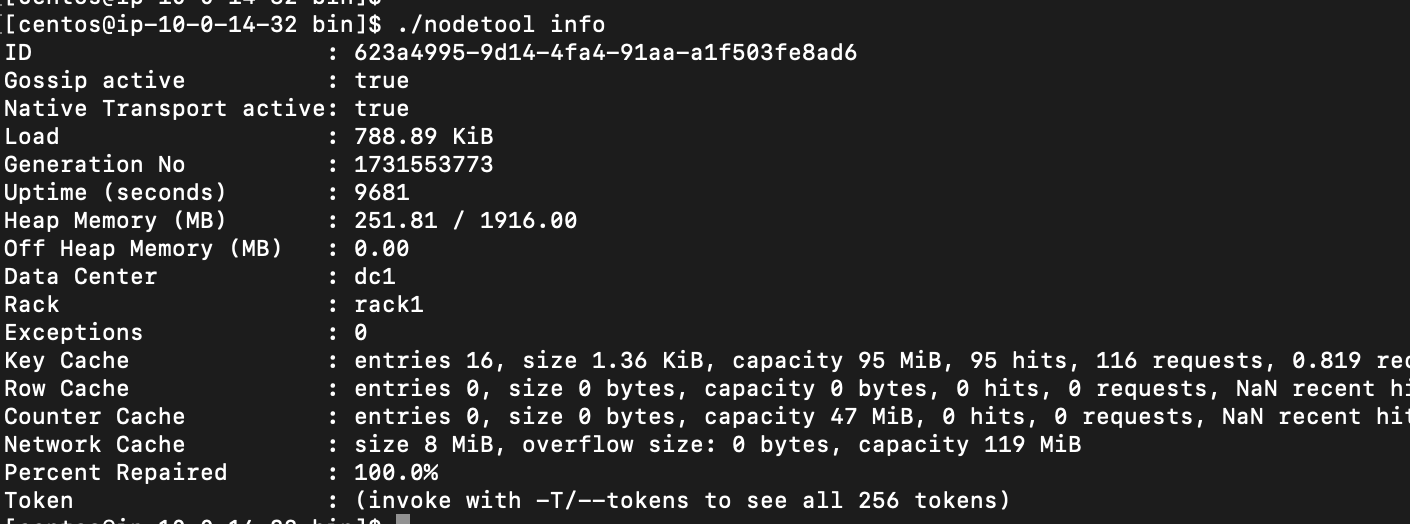 [centos@ip-10-0-14-32 bin]$
[centos@ip-10-0-14-32 bin]$ ./nodetool info
ID                     : 623a4995-9d14-4fa4-91aa-a1f503fe8ad6
Gossip active          : true
Native Transport active: true
Load                   : 788.89 KiB
Generation No          : 1731553773
Uptime (seconds)       : 9681
Heap Memory (MB)       : 251.81 / 1916.00
Off Heap Memory (MB)   : 0.00
Data Center            : dc1
Rack                   : rack1
Exceptions             : 0
Key Cache              : entries 16, size 1.36 KiB, capacity 95 MiB, 95 hits, 116 requests, 0.819 rec
Row Cache              : entries 0, size 0 bytes, capacity 0 bytes, 0 hits, 0 requests, NaN recent hi
Counter Cache          : entries 0, size 0 bytes, capacity 47 MiB, 0 hits, 0 requests, NaN recent hit
Network Cache          : size 8 MiB, overflow size: 0 bytes, capacity 119 MiB
Percent Repaired       : 100.0%
Token                  : (invoke with -T/--tokens to see all 256 tokens)
[centos@ip-10-0-14-32 bin]$